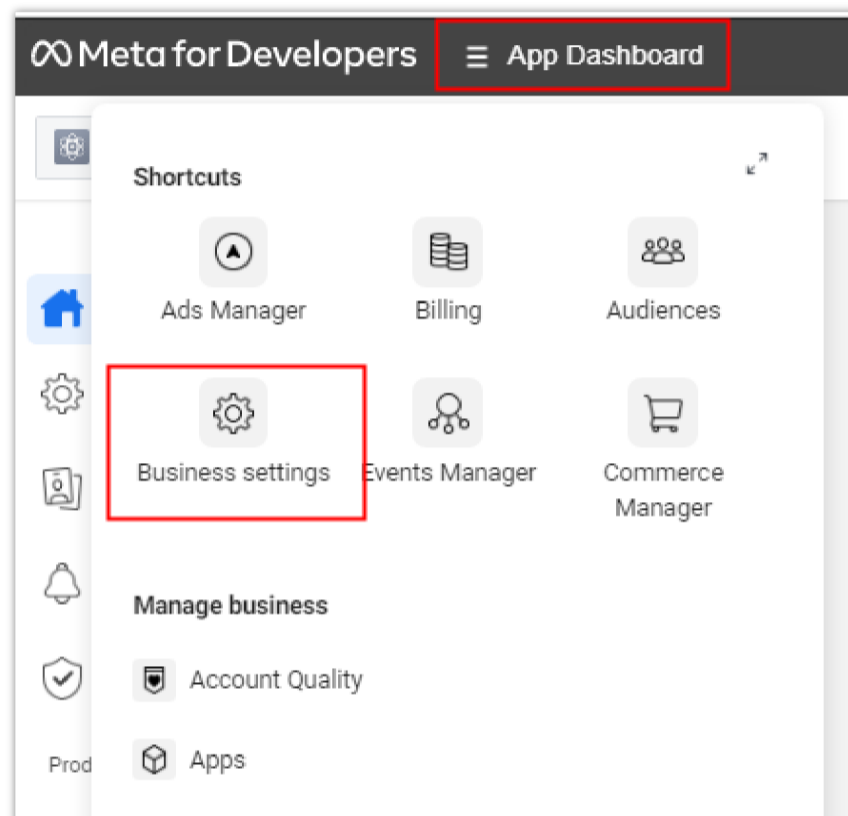 Meta for Developers
App Dashboard
Shortcuts
Ads Manager
Billing
Audiences
Business settings
Events Manager
Commerce
Manager
Manage business
Account Quality
Apps
Prod